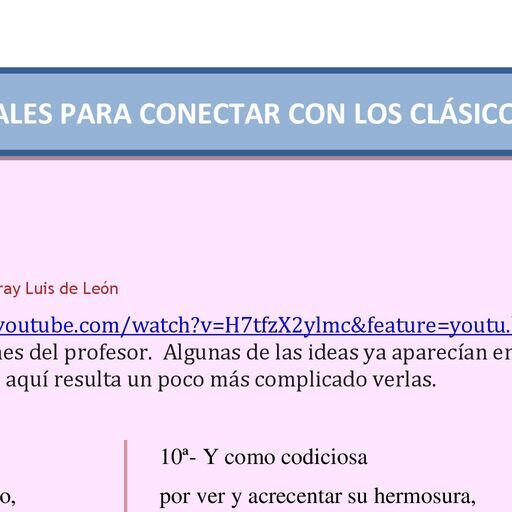 ALES PARA CONECTAR CON LOS CLÁSICO
ray Luis de León
youtube.com/watch?v=H7tfzX2ylmc&feature=youtu.
nes del profesor. Algunas de las ideas ya aparecían en
aquí resulta un poco más complicado verlas.
10ª- Y como codiciosa
o,
por ver y acrecentar su hermosura,